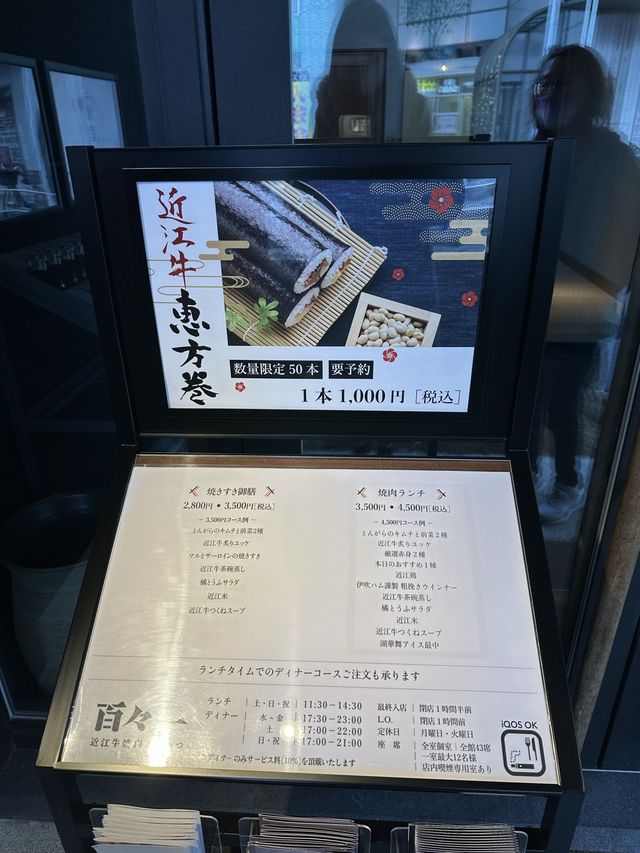 近江牛
恵方巻
数量限定50本 要予約
1本1,000円［税込］
焼きすき御膳
2,800円・3,500円[税込]
― 3,500円コース例 ―
とんがらのキムチと前菜2種
近江牛炙りユッケ
マルとサーロインの焼きすき
近江牛茶碗蒸し
橘とうふサラダ
近江米
近江牛つくねスープ
焼肉ランチ
3,500円・4,500円[税込]
― 4,500円コース例 ―
とんがらのキムチと前菜2種
近江牛炙りユッケ
厳選赤身2種
本日のおすすめ1種
近江鶏
伊吹ハム謹製 粗挽きウインナー
近江牛茶碗蒸し
橘とうふサラダ
近江米
近江牛つくねスープ
湖華舞アイス最中
ランチタイムでのディナーコースご注文も承ります
百々
近江牛焼肉
ランチ 土・日・祝 11:30－14:30
ディナー 水～金 17:30－23:00
土 17:00－22:00
日・祝 17:00－21:00
ディナーのみサービス料[10%]を頂戴いたします
最終入店 閉店1時間半前
L.O. 閉店1時間前
定休日 月曜日・火曜日
座席 全室個室｜全館43席
一室最大12名様
店内喫煙専用室あり
iQOS OK